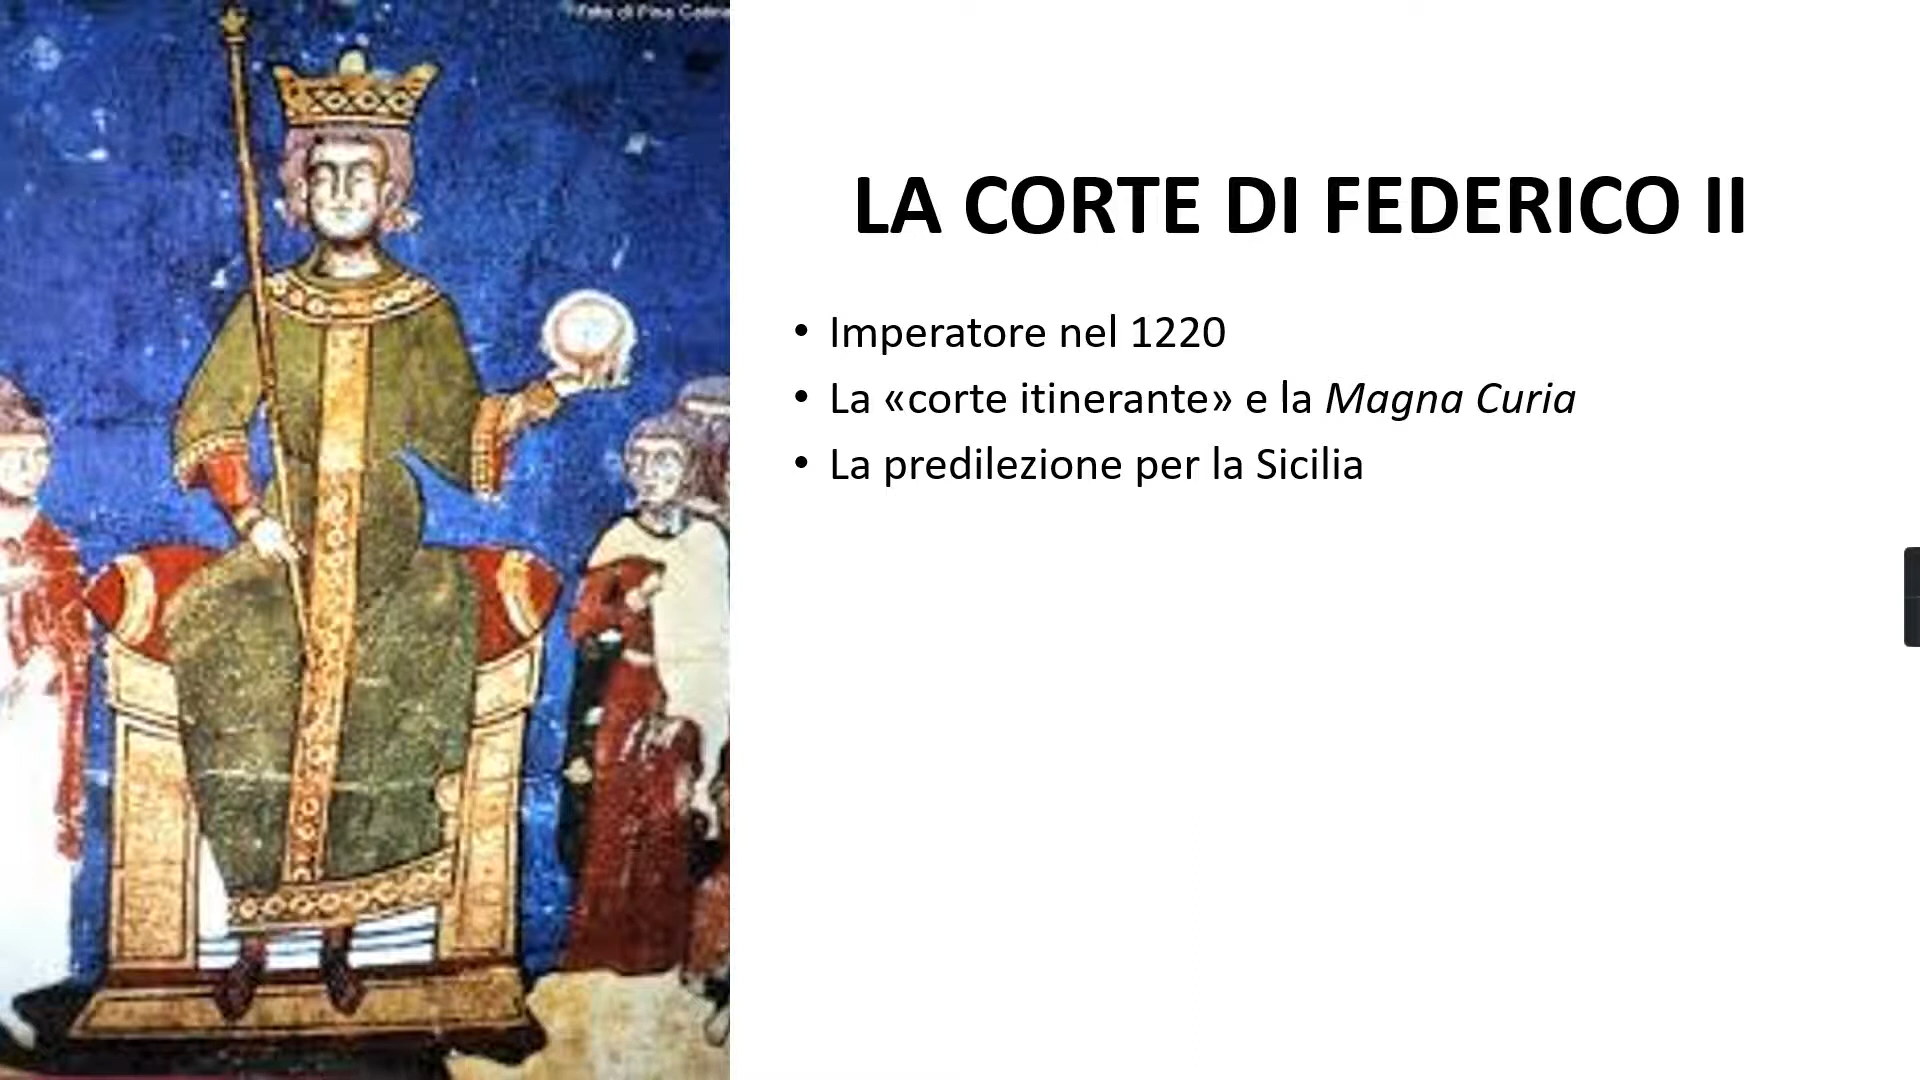 LA CORTE DI FEDERICO II
• Imperatore nel 1220
• La «corte itinerante» e la Magna Curia
• La predilezione per la Sicilia